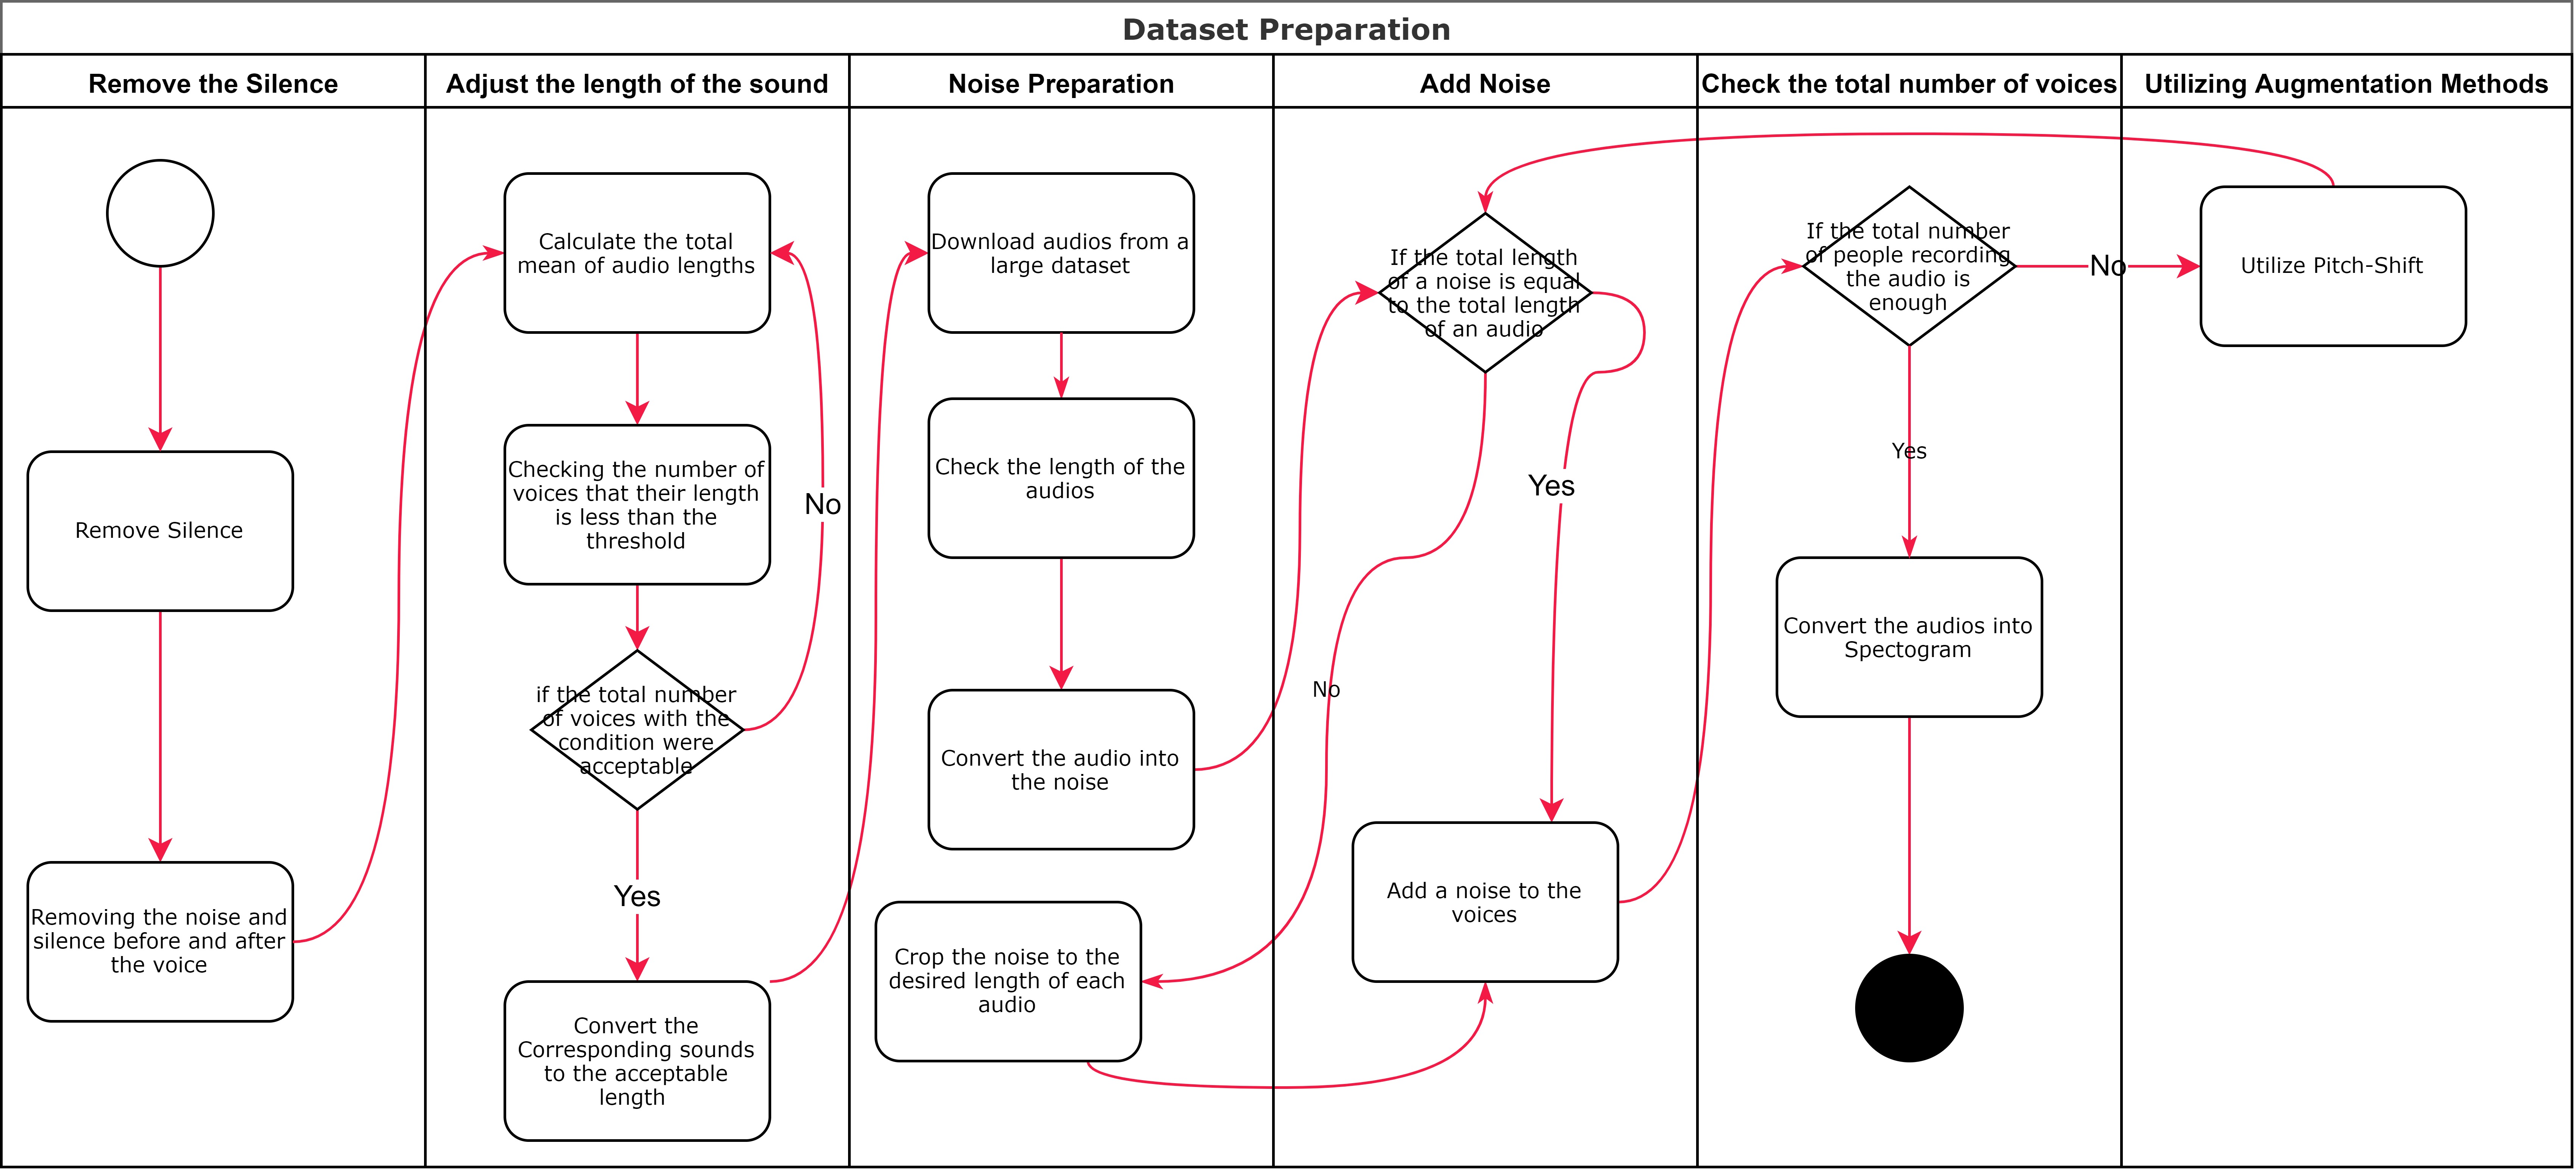 Dataset Preparation
Remove the Silence
Adjust the length of the sound
Noise Preparation
Add Noise
Check the total number of voices
Utilizing Augmentation Methods
Remove Silence
Removing the noise and
silence before and after
the voice
Calculate the total
mean of audio lengths
Checking the number of
voices that their length
is less than the
threshold
No
if the total number
of voices with the
condition were
acceptable
Yes
Convert the
Corresponding sounds
to the acceptable
length
Download audios from a
large dataset
Check the length of the
audios
Convert the audio into
the noise
Crop the noise to the
desired length of each
audio
If the total length
of a noise is equal
to the total length
of an audio
Yes
No
Add a noise to the
voices
If the total number
of people recording
the audio is
enough
No
Yes
Convert the audios into
Spectogram
Utilize Pitch-Shift